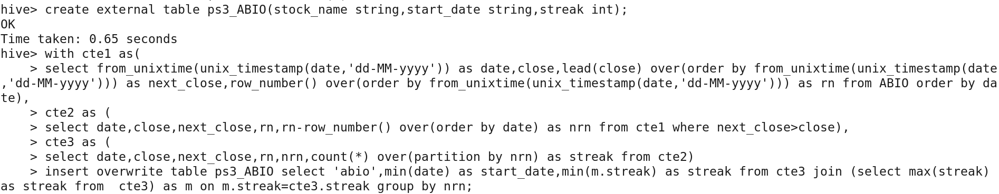 hive> create external table ps3_ABIO(stock_name string,start_date string,streak int);
OK
Time taken: 0.65 seconds
hive> with cte1 as(
    > select from_unixtime(unix_timestamp(date,'dd-MM-yyyy')) as date,close,lead(close) over(order by from_unixtime(unix_timestamp(date
,'dd-MM-yyyy'))) as next_close,row_number() over(order by from_unixtime(unix_timestamp(date,'dd-MM-yyyy'))) as rn from ABIO order by da
te),
    > cte2 as (
    > select date,close,next_close,rn,rn-row_number() over(order by date) as nrn from cte1 where next_close>close),
    > cte3 as (
    > select date,close,next_close,rn,nrn,count(*) over(partition by nrn) as streak from cte2)
    > insert overwrite table ps3_ABIO select 'abio',min(date) as start_date,min(m.streak) as streak from cte3 join (select max(streak)
as streak from  cte3) as m on m.streak=cte3.streak group by nrn;